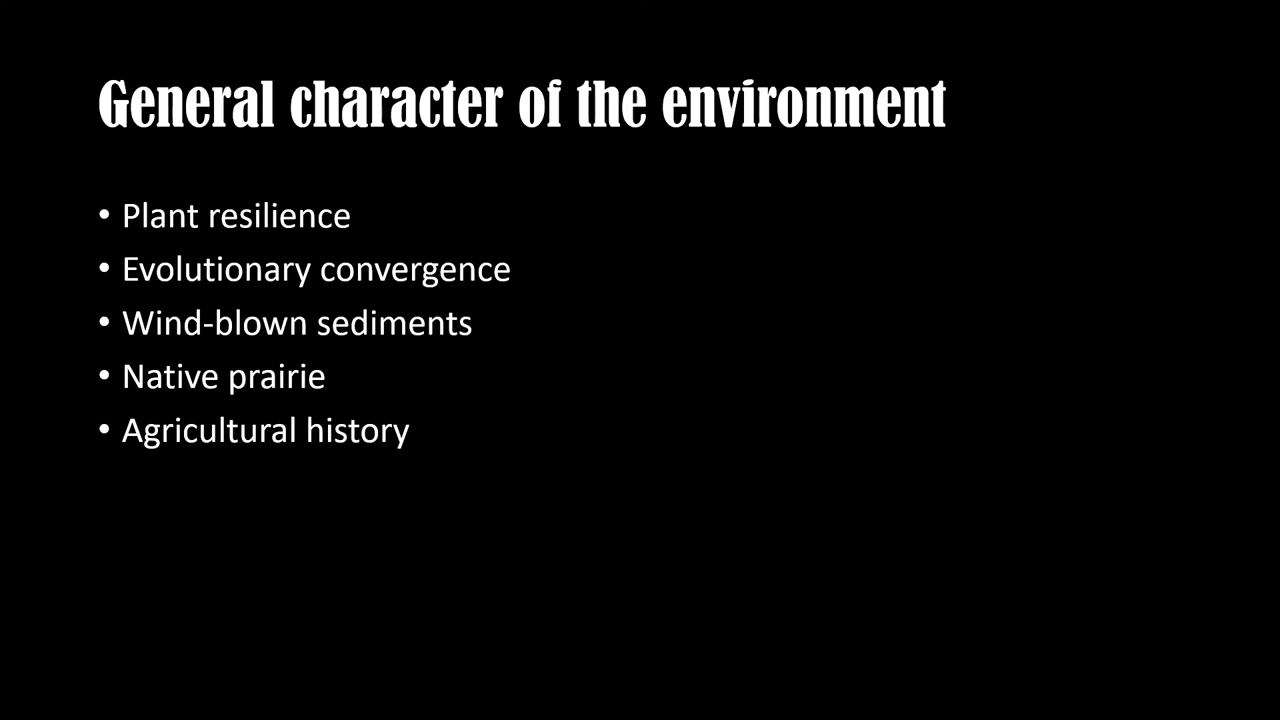 General character of the environment
• Plant resilience
• Evolutionary convergence
• Wind-blown sediments
• Native prairie
• Agricultural history